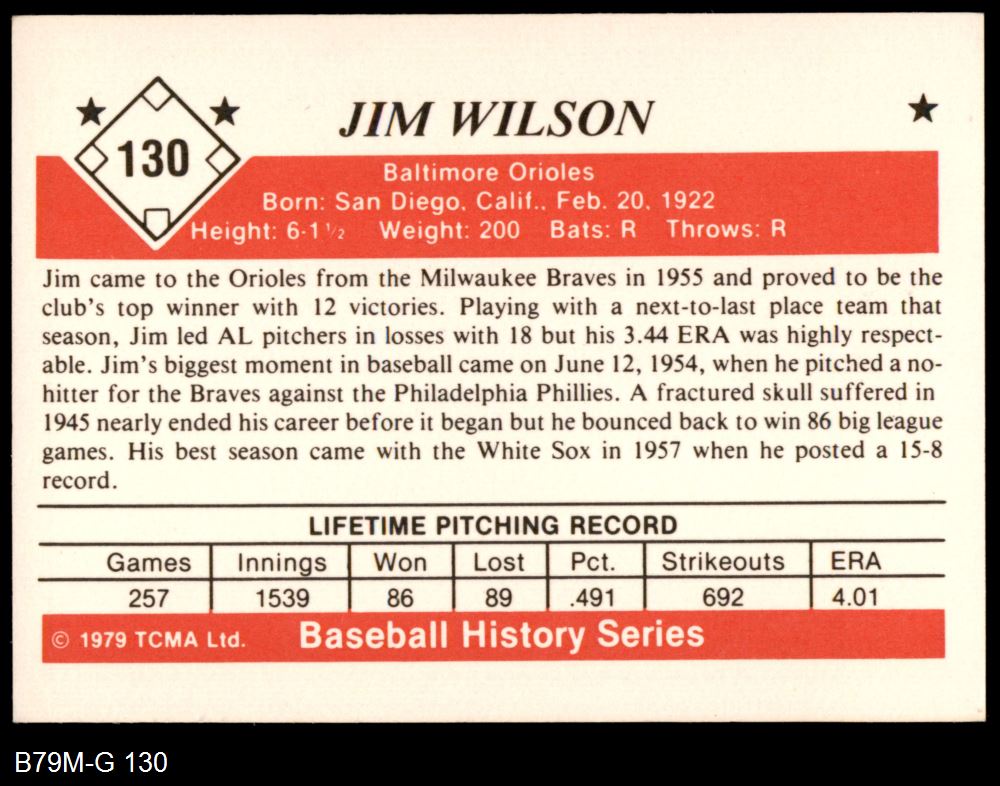 130
JIM WILSON
Baltimore Orioles
Born: San Diego, Calif., Feb. 20, 1922
Height: 6-1 1/2 Weight: 200 Bats: R Throws: R
Jim came to the Orioles from the Milwaukee Braves in 1955 and proved to be the
club's top winner with 12 victories. Playing with a next-to-last place team that
season, Jim led AL pitchers in losses with 18 but his 3.44 ERA was highly respect-
able. Jim's biggest moment in baseball came on June 12, 1954, when he pitched a no-
hitter for the Braves against the Philadelphia Phillies. A fractured skull suffered in
1945 nearly ended his career before it began but he bounced back to win 86 big league
games. His best season came with the White Sox in 1957 when he posted a 15-8
record.
LIFETIME PITCHING RECORD
Games Innings Won Lost Pct. Strikeouts ERA
257 1539 86 89 .491 692 4.01
© 1979 TCMA Ltd. Baseball History Series
B79M-G 130